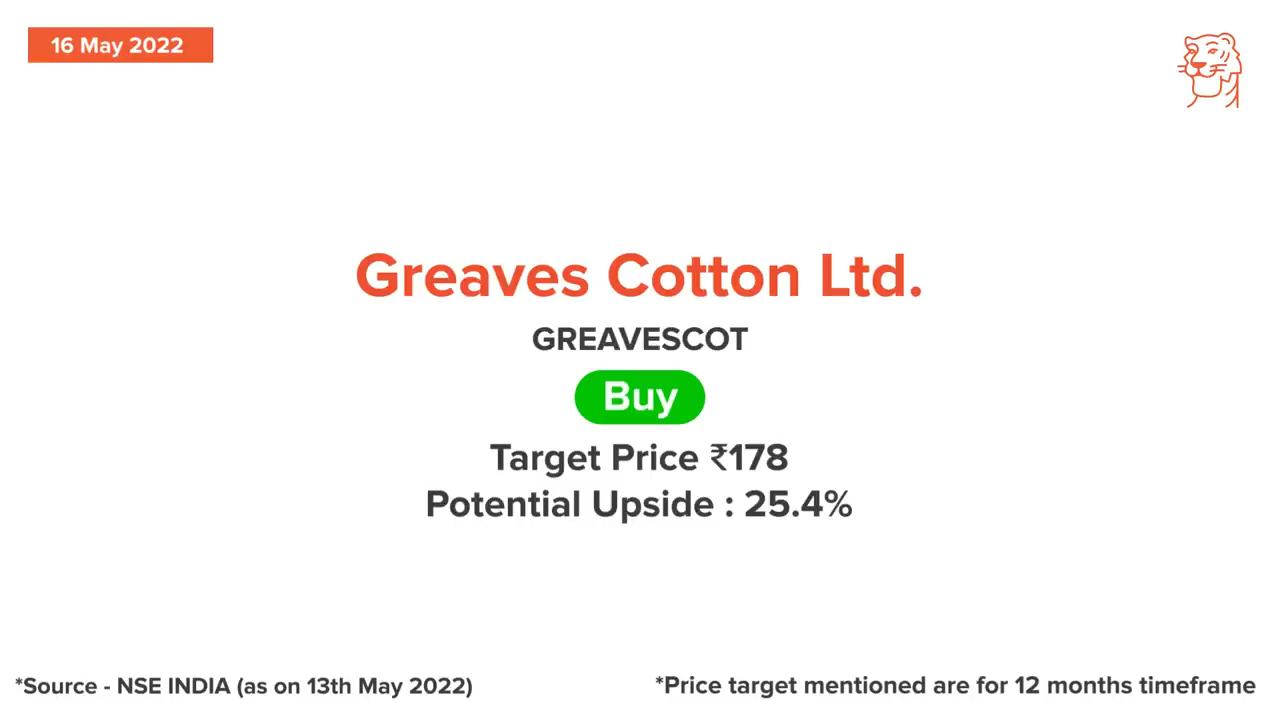 16 May 2022
Greaves Cotton Ltd.
GREAVESCOT
Buy
Target Price ₹178
Potential Upside : 25.4%
*Source - NSE INDIA (as on 13th May 2022)
*Price target mentioned are for 12 months timeframe